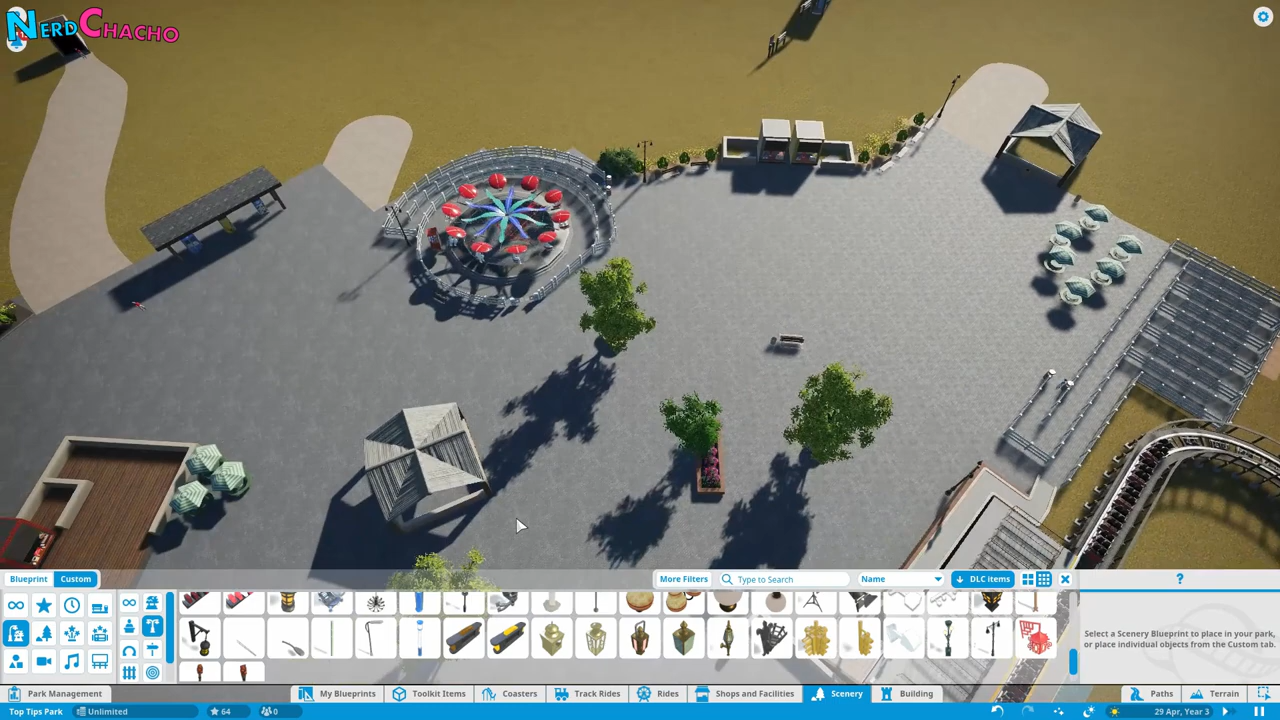 NERDCHACHO
Blueprint Custom More Filters Type to Search Name DLC items ?
Select a Scenery Blueprint to place in your park,
or place individual objects from the Custom tab.
Park Management My Blueprints Toolkit Items Coasters Track Rides Rides Shops and Facilities Scenery Building Paths Terrain
Top Tips Park Unlimited 64 0 29 Apr, Year 3